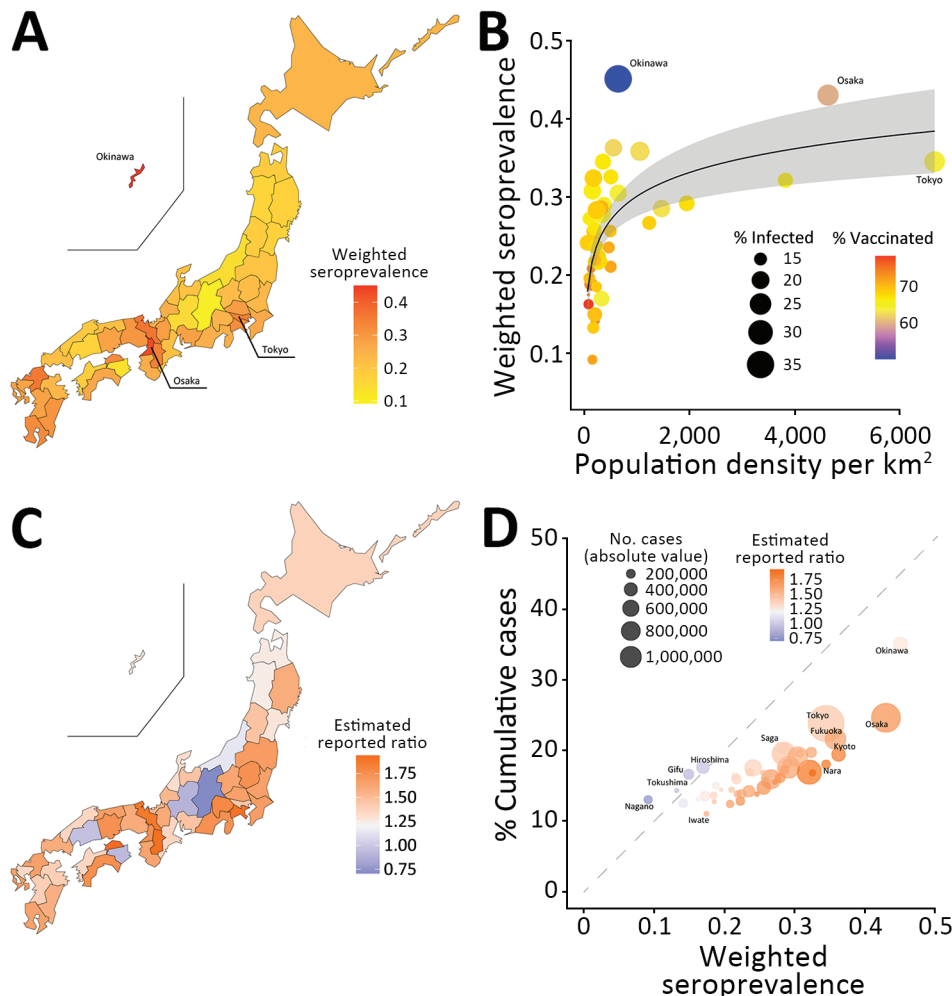 A
Okinawa
Weighted
seroprevalence
0.4
0.3
0.2
0.1
Tokyo
Osaka
B
Weighted seroprevalence
0.5
0.4
0.3
0.2
0.1
Okinawa
Osaka
Tokyo
% Infected
15
20
25
30
35
% Vaccinated
70
60
0
2,000
4,000
6,000
Population density per km2
C
Estimated
reported ratio
1.75
1.50
1.25
1.00
0.75
D
% Cumulative cases
50
40
30
20
10
0
No. cases
(absolute value)
200,000
400,000
600,000
800,000
1,000,000
Estimated
reported ratio
1.75
1.50
1.25
1.00
0.75
Okinawa
Tokyo
Osaka
Fukuoka
Saga
Kyoto
Hiroshima
Gifu
Nara
Tokushima
Nagano
Iwate
0
0.1
0.2
0.3
0.4
0.5
Weighted
seroprevalence